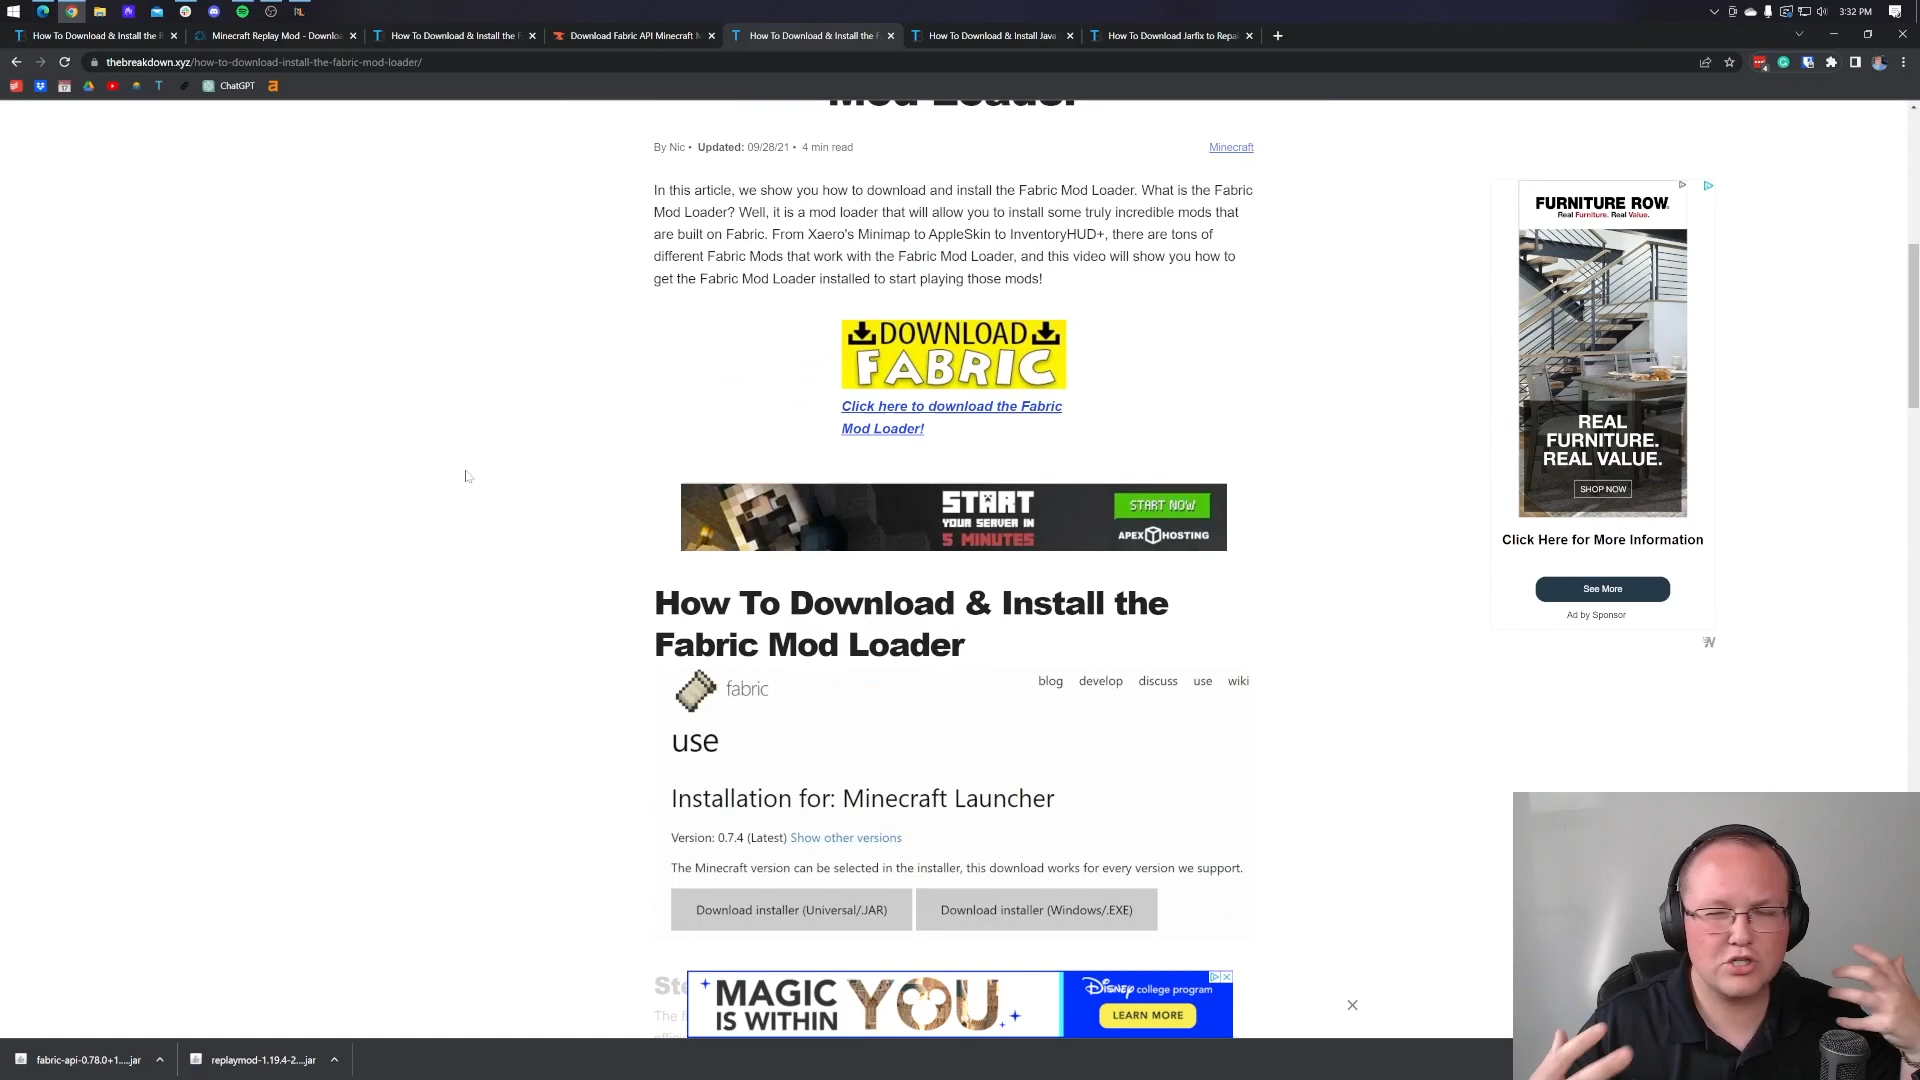 3:32 PM
How To Download & Install the F
Minecraft Replay Mod - Downloa
How To Download & Install the F
Download Fabric API Minecraft M
How To Download & Install the F
How To Download & Install Java
How To Download Jarfix to Repai
thebreakdown.xyz/how-to-download-install-the-fabric-mod-loader/
ChatGPT
Mod Loader
By Nic • Updated: 09/28/21 • 4 min read
Minecraft
In this article, we show you how to download and install the Fabric Mod Loader. What is the Fabric
Mod Loader? Well, it is a mod loader that will allow you to install some truly incredible mods that
are built on Fabric. From Xaero's Minimap to AppleSkin to InventoryHUD+, there are tons of
different Fabric Mods that work with the Fabric Mod Loader, and this video will show you how to
get the Fabric Mod Loader installed to start playing those mods!
DOWNLOAD
FABRIC
Click here to download the Fabric
Mod Loader!
START
YOUR SERVER IN
5 MINUTES
START NOW
APEX HOSTING
How To Download & Install the
Fabric Mod Loader
fabric
blog develop discuss use wiki
use
Installation for: Minecraft Launcher
Version: 0.7.4 (Latest) Show other versions
The Minecraft version can be selected in the installer, this download works for every version we support.
Download installer (Universal/.JAR)
Download installer (Windows/.EXE)
FURNITURE ROW
Real Furniture. Real Value.
REAL
FURNITURE.
REAL VALUE.
SHOP NOW
Click Here for More Information
See More
Ad by Sponsor
MAGIC
IS WITHIN
YOU
Disney college program
LEARN MORE
fabric-api-0.78.0+1....jar
replaymod-1.19.4-2....jar